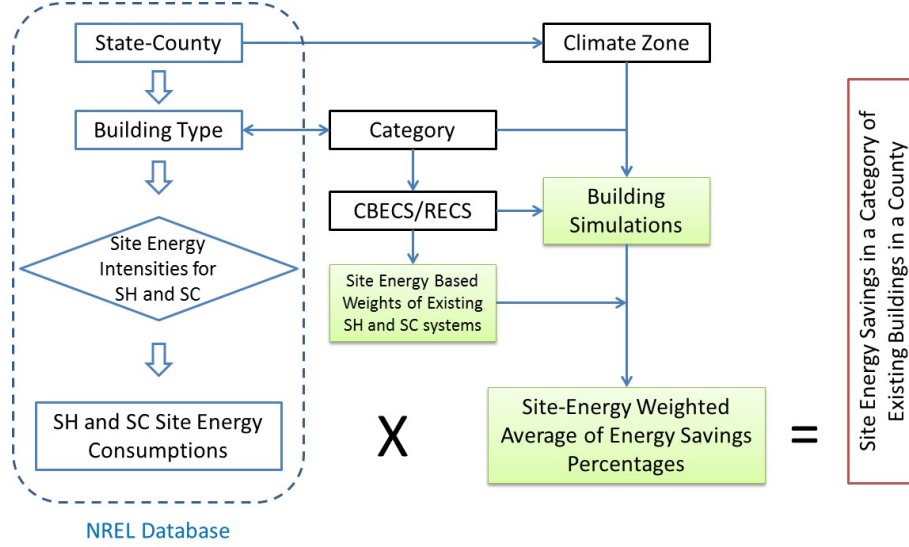 State-County
Climate Zone
Building Type
Category
CBECS/RECS
Building
Simulations
Site Energy
Intensities for
SH and SC
Site Energy Based
Weights of Existing
SH and SC systems
SH and SC Site Energy
Consumptions
X
Site-Energy Weighted
Average of Energy Savings
Percentages
=
Site Energy Savings in a Category of
Existing Buildings in a County
NREL Database